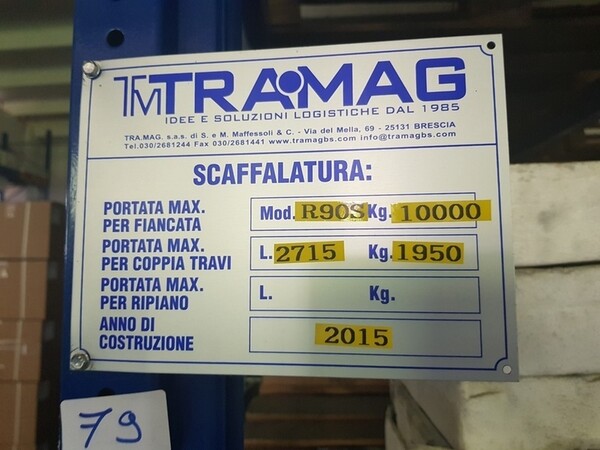 TM TRAMAG
IDEE E SOLUZIONI LOGISTICHE DAL 1985
TRA.MAG. s.a.s. di S. e M. Maffessoli & C. - Via del Mella, 69 - 25131 BRESCIA
Tel.030/2681244 Fax 030/2681441 www.tramagbs.com info@tramagbs.com
SCAFFALATURA:
PORTATA MAX.
PER FIANCATA
Mod. R90S Kg. 10000
PORTATA MAX.
PER COPPIA TRAVI
L. 2715 Kg. 1950
PORTATA MAX.
PER RIPIANO
L. Kg.
ANNO DI
COSTRUZIONE
2015
79